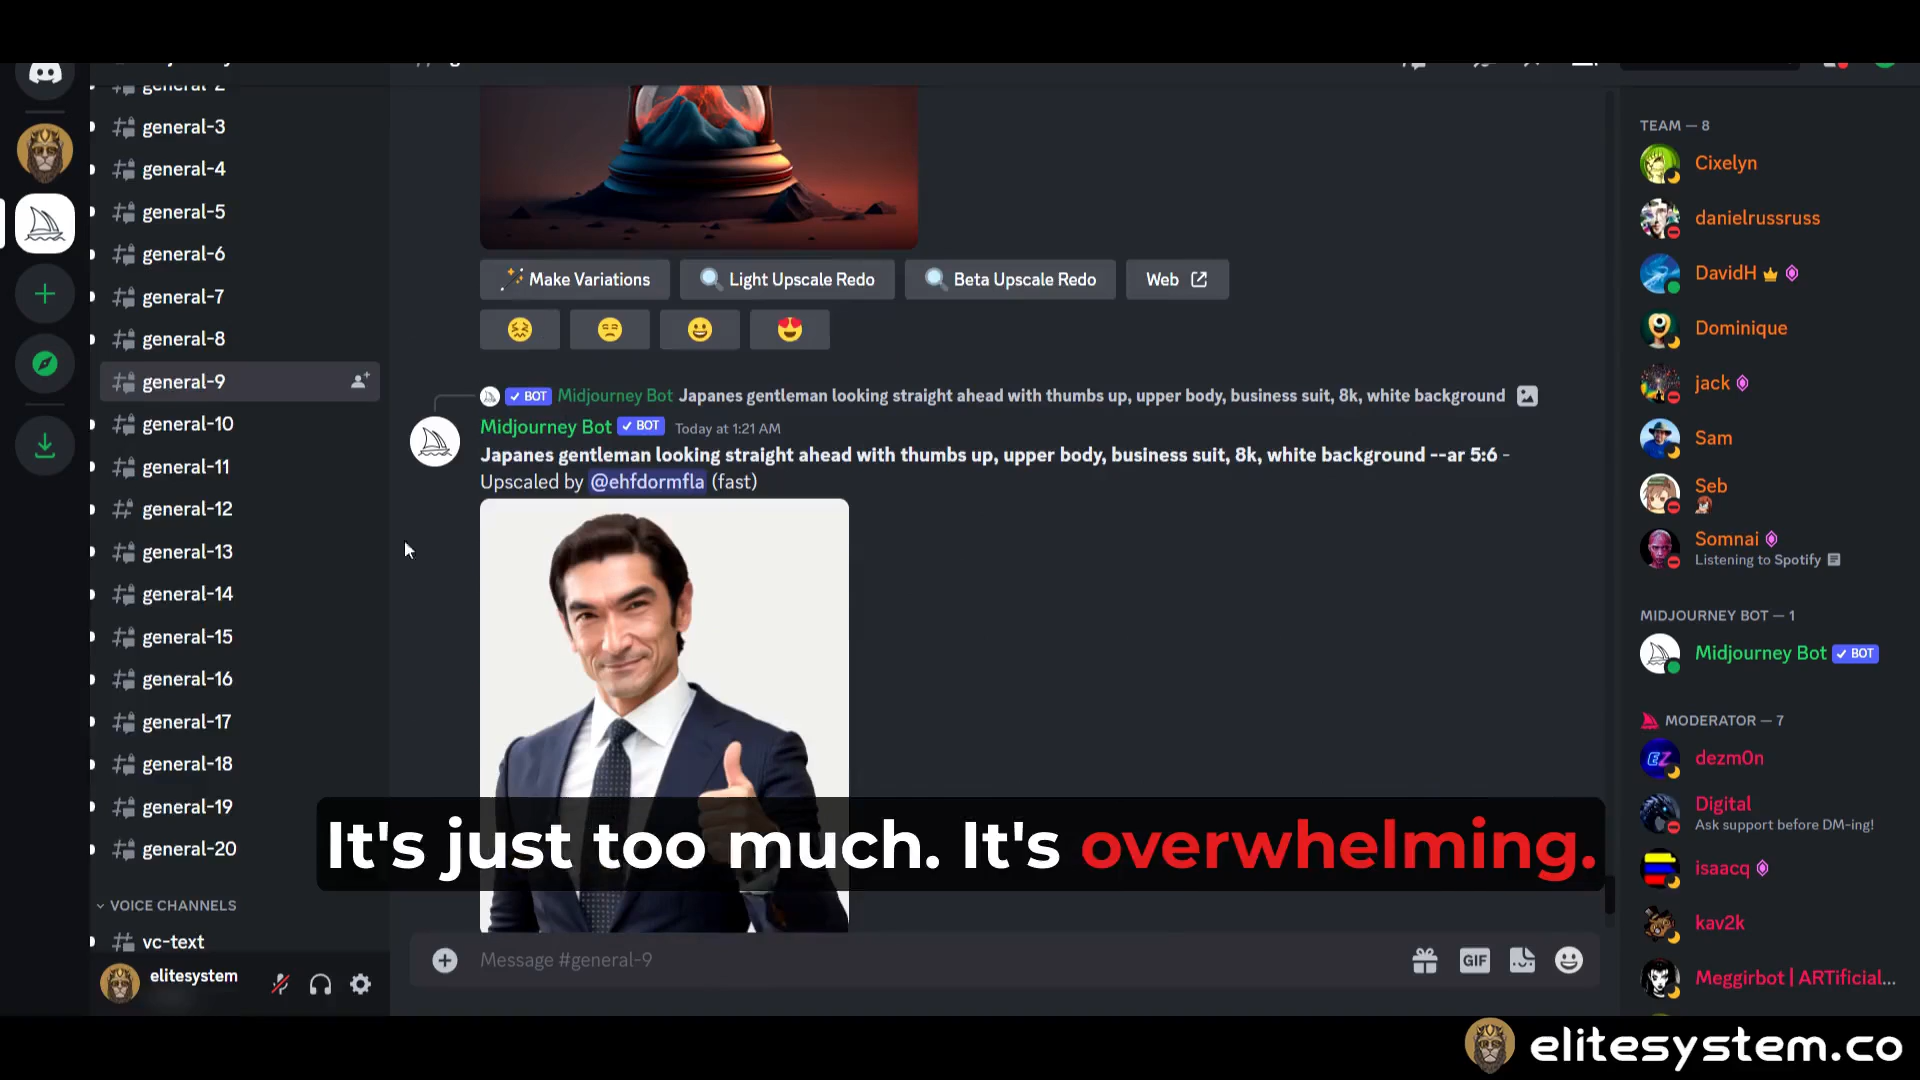 general-2
general-3
general-4
general-5
general-6
general-7
general-8
general-9
general-10
general-11
general-12
general-13
general-14
general-15
general-16
general-17
general-18
general-19
general-20
VOICE CHANNELS
vc-text
elitesystem
Make Variations
Light Upscale Redo
Beta Upscale Redo
Web
BOT Midjourney Bot Japanes gentleman looking straight ahead with thumbs up, upper body, business suit, 8k, white background
Midjourney Bot BOT Today at 1:21 AM
Japanes gentleman looking straight ahead with thumbs up, upper body, business suit, 8k, white background --ar 5:6 -
Upscaled by @ehfdormfla (fast)
It's just too much. It's overwhelming.
Message #general-9
GIF
TEAM — 8
Cixelyn
danielrussruss
DavidH
Dominique
jack
Sam
Seb
Somnai
Listening to Spotify
MIDJOURNEY BOT — 1
Midjourney Bot BOT
MODERATOR — 7
EZ
dezm0n
Digital
Ask support before DM-ing!
isaacq
kav2k
Meggirbot | ARTificial...
elitesystem.co